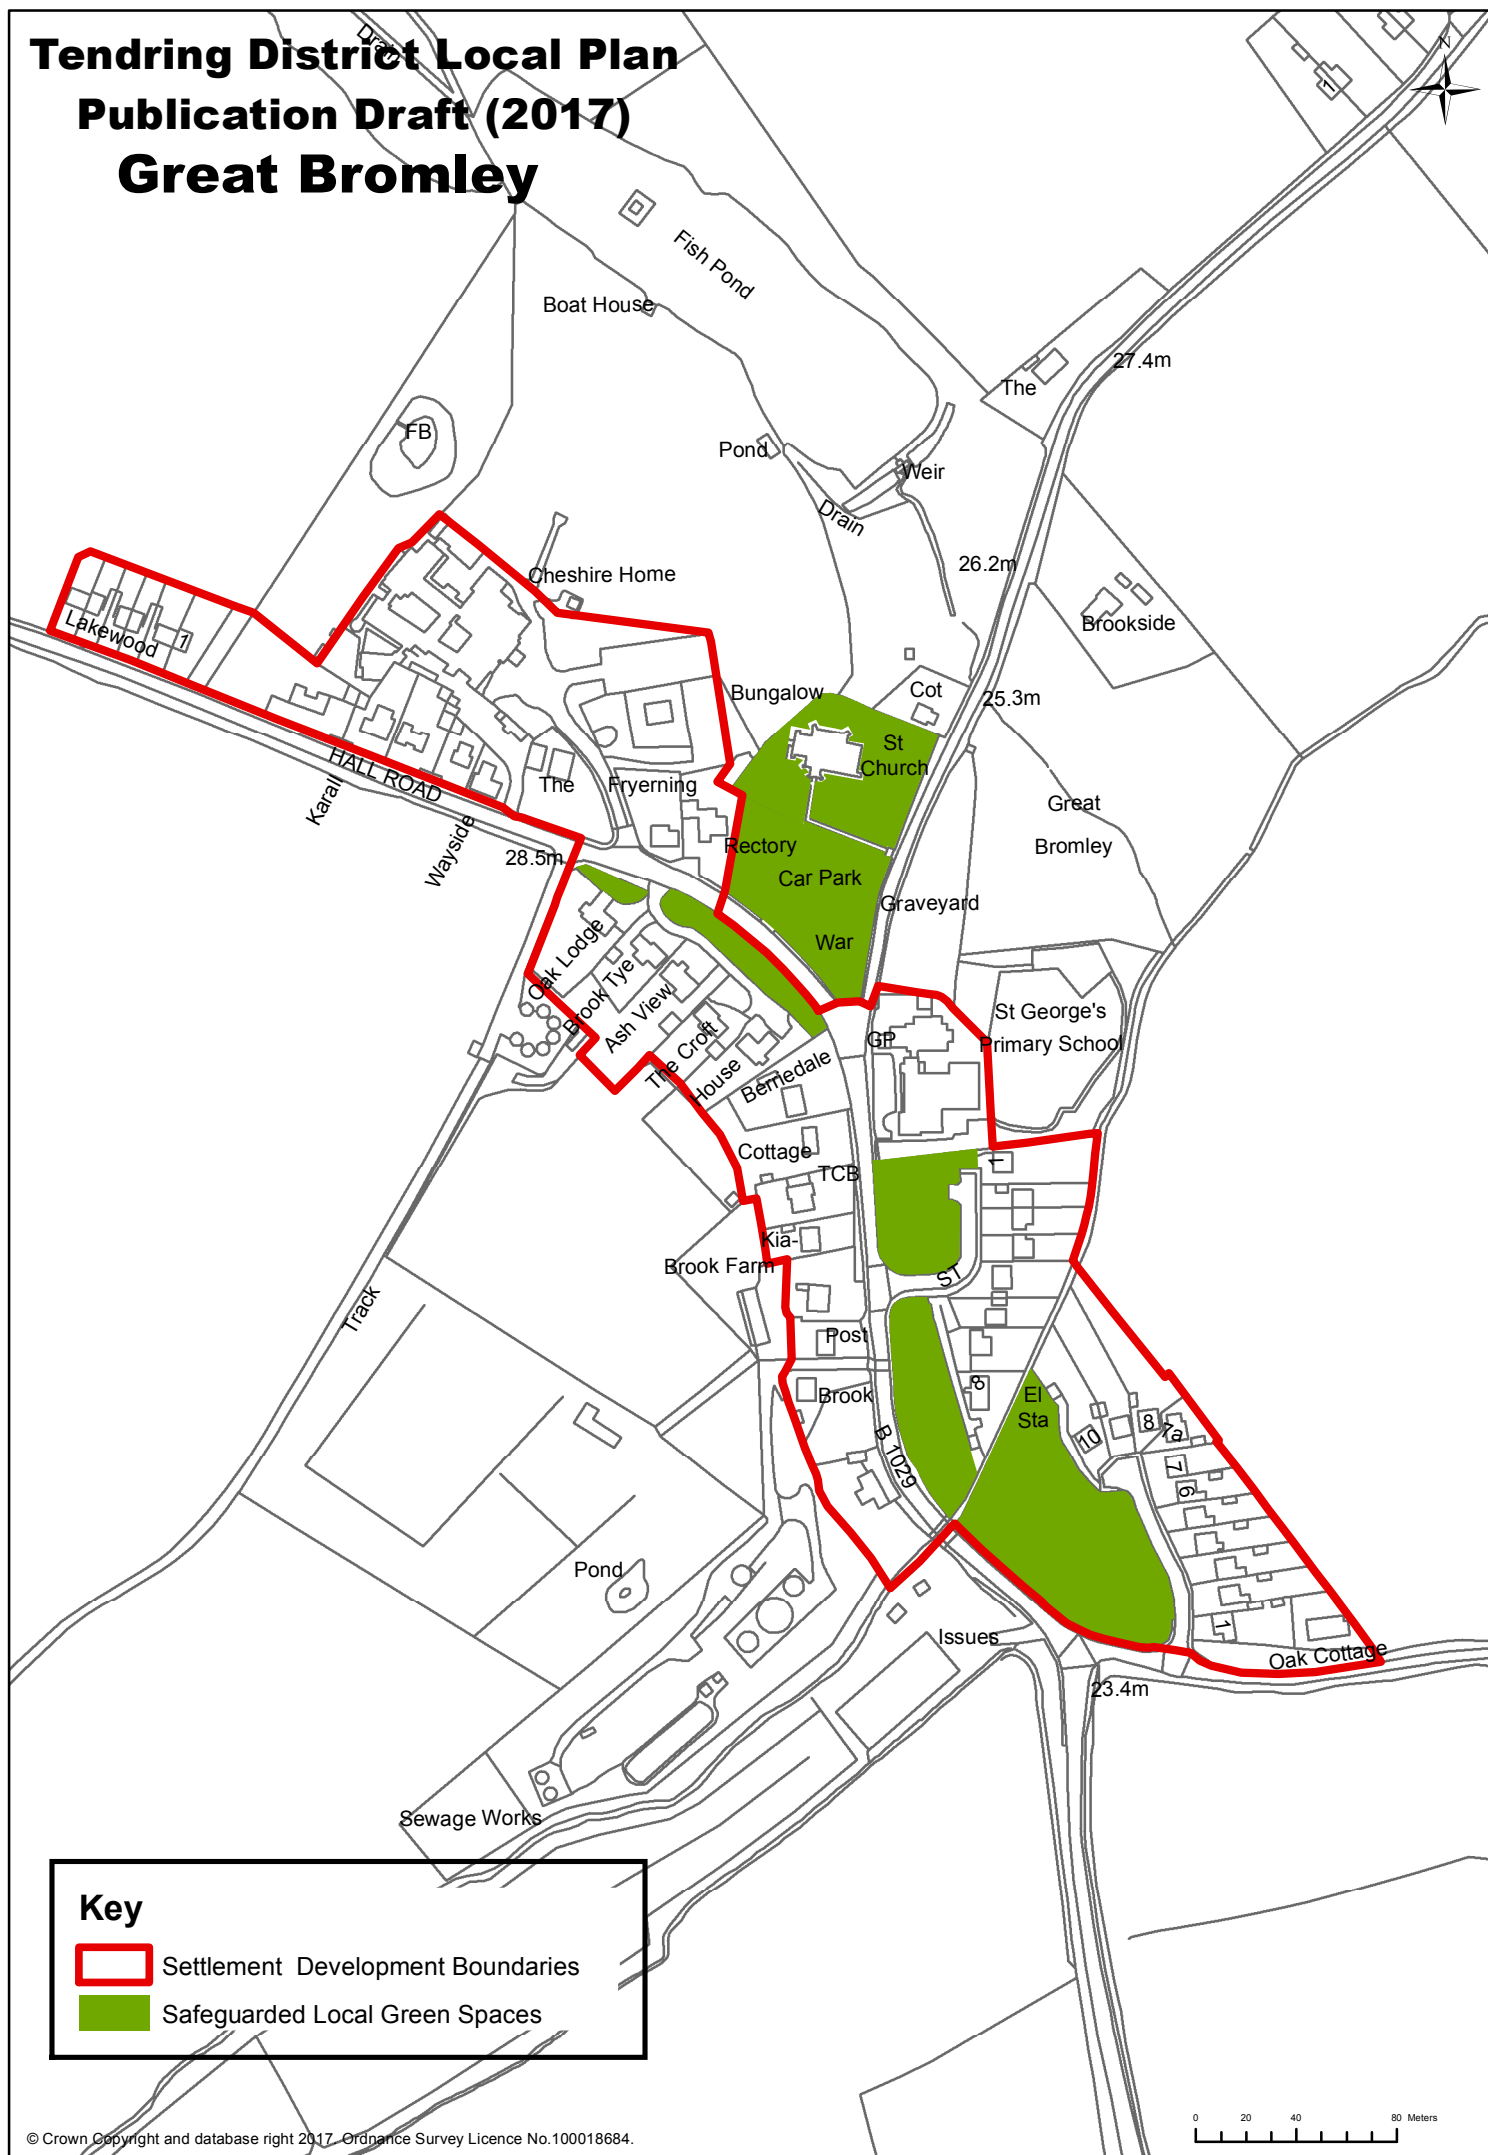 Tendring District Local Plan
Publication Draft (2017)
Great Bromley
Drain
N
1
Fish Pond
Boat House
27.4m
The
FB
Pond
Weir
Drain
26.2m
Cheshire Home
Brookside
Lakewood
1
Bungalow
Cot
25.3m
St
Church
HALL ROAD
Karall
The
Fryerning
Great
Bromley
Wayside
28.5m
Rectory
Car Park
Graveyard
War
Oak Lodge
Brook Tye
Ash View
The Croft
House
Berriedale
GP
St George's
Primary School
Cottage
TCB
1
Kia-
Brook Farm
ST
Track
Post
Brook
8
El
Sta
B 1029
10
8
7a
7
6
Pond
Issues
1
Oak Cottage
23.4m
Sewage Works
Key
Settlement Development Boundaries
Safeguarded Local Green Spaces
0 20 40 80 Meters
© Crown Copyright and database right 2017. Ordnance Survey Licence No.100018684.